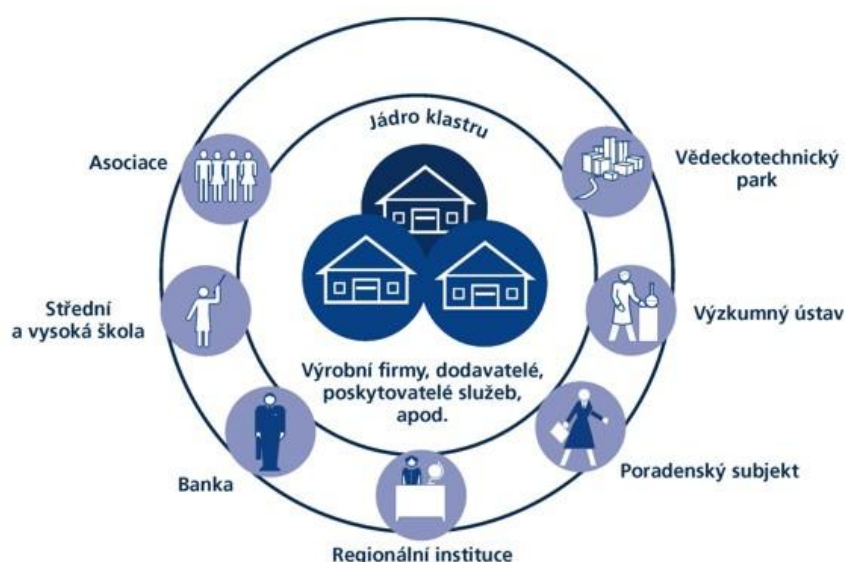 Jádro klastru
Asociace
Vědeckotechnický
park
Střední
a vysoká škola
Výzkumný ústav
Výrobní firmy, dodavatelé,
poskytovatelé služeb,
apod.
Banka
Poradenský subjekt
Regionální instituce